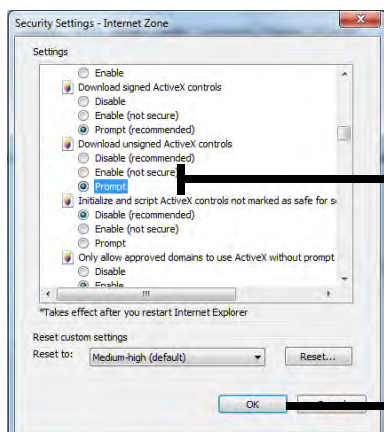 Security Settings - Internet Zone
Settings
Enable
Download signed ActiveX controls
Disable
Enable (not secure)
Prompt (recommended)
Download unsigned ActiveX controls
Disable (recommended)
Enable (not secure)
Prompt
Initialize and script ActiveX controls not marked as safe for
Disable (recommended)
Enable (not secure)
Prompt
Only allow approved domains to use ActiveX without prompt
Disable
Enable
*Takes effect after you restart Internet Explorer
Reset custom settings
Reset to: Medium-high (default) Reset...
OK